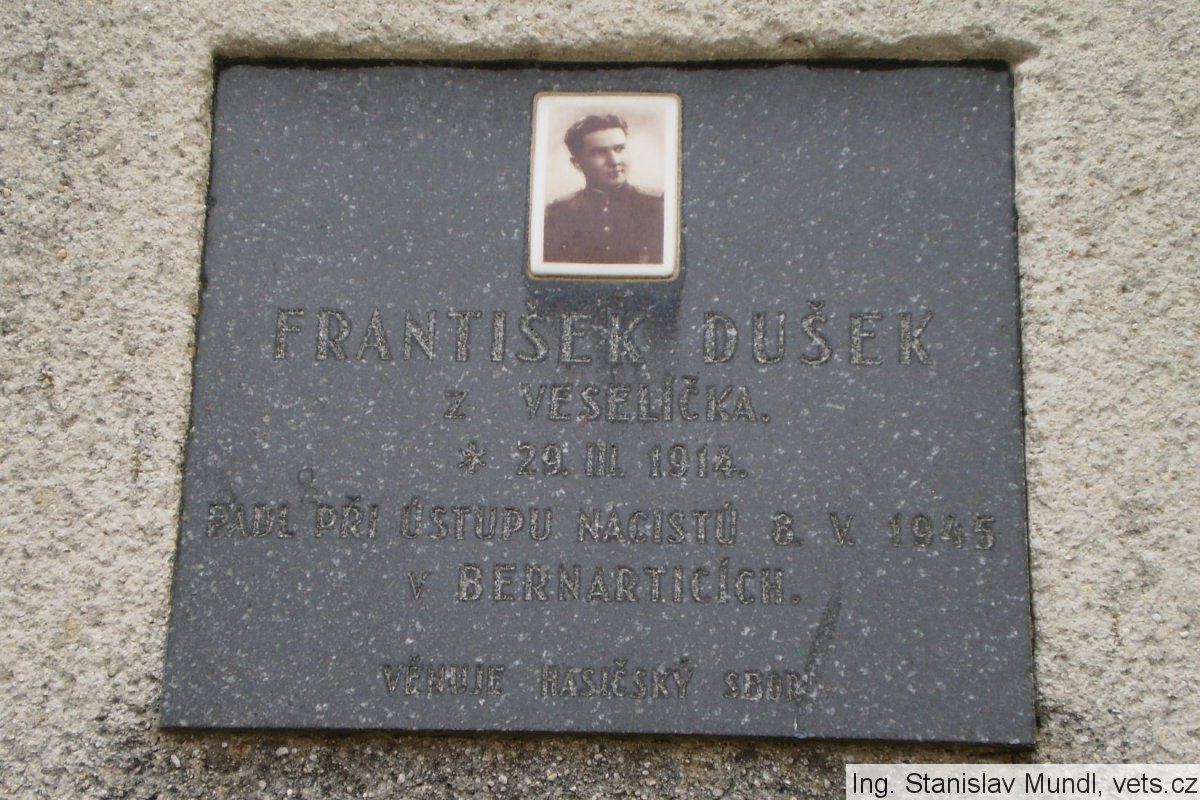 FRANTIŠEK DUŠEK
Z VESELÍČKA.
* 29. III. 1914.
PADL PŘI ÚSTUPU NACISTŮ 8. V. 1945
V BERNARTICÍCH.
VĚNUJE HASIČSKÝ SBOR.
Ing. Stanislav Mundl, vets.cz